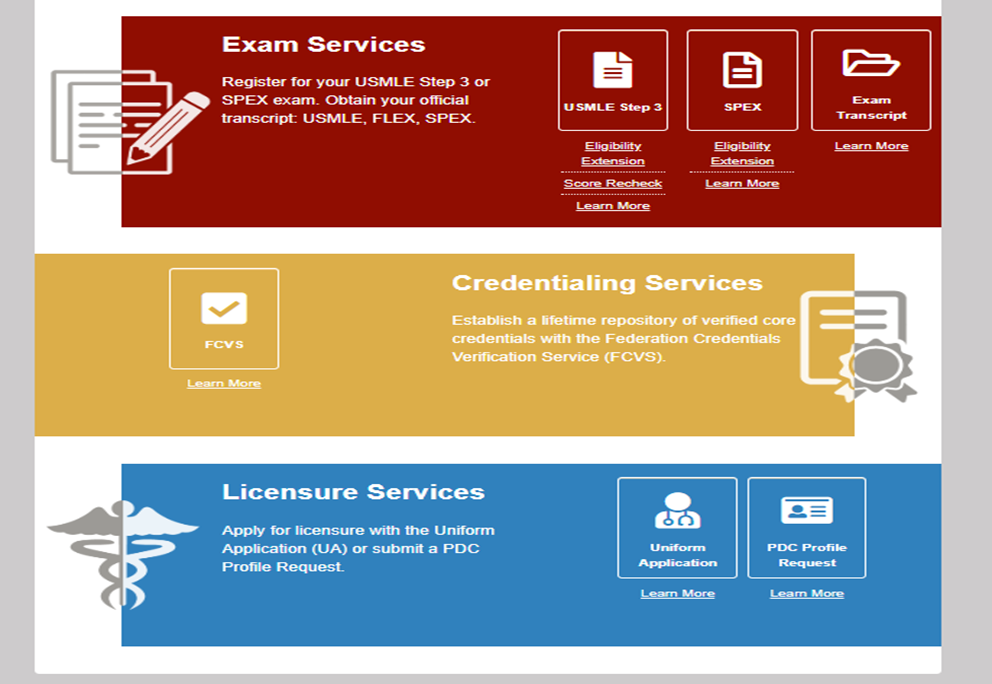 Exam Services
Register for your USMLE Step 3 or
SPEX exam. Obtain your official
transcript: USMLE, FLEX, SPEX.
USMLE Step 3
Eligibility
Extension
Score Recheck
Learn More
SPEX
Eligibility
Extension
Learn More
Exam
Transcript
Learn More
FCVS
Learn More
Credentialing Services
Establish a lifetime repository of verified core
credentials with the Federation Credentials
Verification Service (FCVS).
Licensure Services
Apply for licensure with the Uniform
Application (UA) or submit a PDC
Profile Request.
Uniform
Application
Learn More
PDC Profile
Request
Learn More